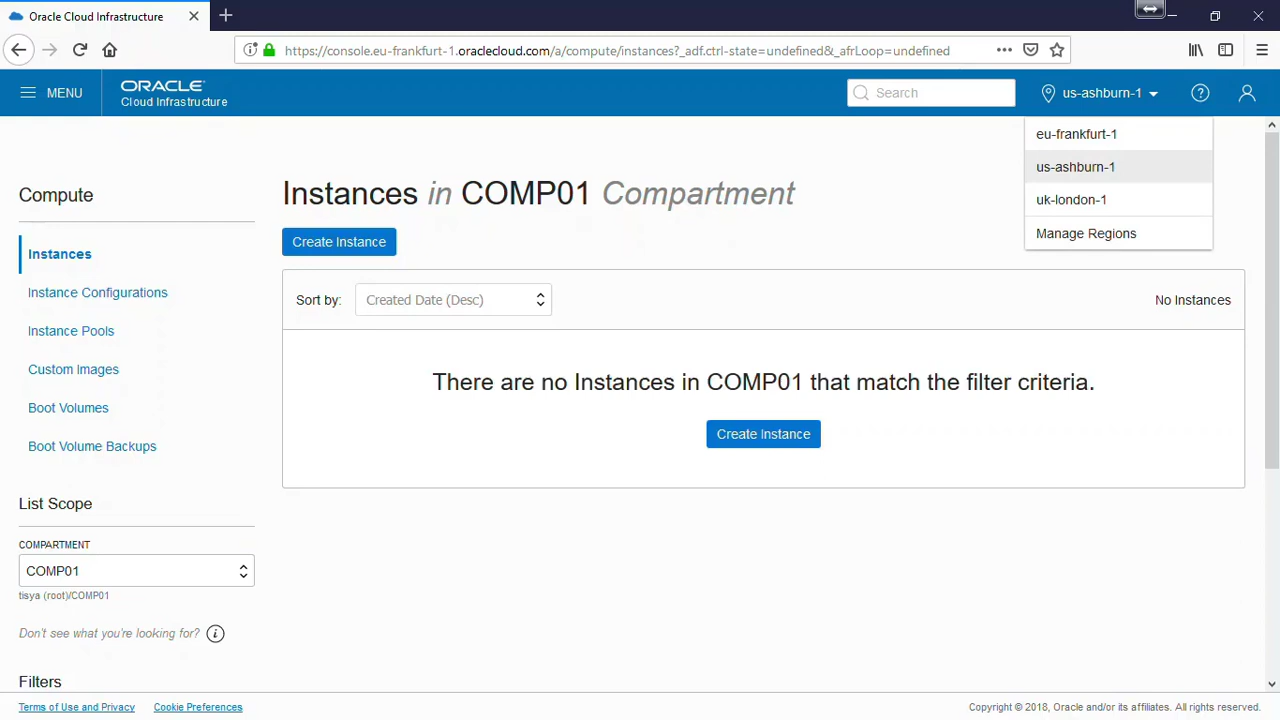 Oracle Cloud Infrastructure
https://console.eu-frankfurt-1.oraclecloud.com/a/compute/instances?_adf.ctrl-state=undefined&_afrLoop=undefined
MENU
ORACLE
Cloud Infrastructure
Search
us-ashburn-1
eu-frankfurt-1
us-ashburn-1
uk-london-1
Manage Regions
Compute
Instances
Instance Configurations
Instance Pools
Custom Images
Boot Volumes
Boot Volume Backups
List Scope
COMPARTMENT
COMP01
tisya (root)/COMP01
Don't see what you're looking for?
Filters
Instances in COMP01 Compartment
Create Instance
Sort by: Created Date (Desc)
No Instances
There are no Instances in COMP01 that match the filter criteria.
Create Instance
Terms of Use and Privacy Cookie Preferences
Copyright © 2018, Oracle and/or its affiliates. All rights reserved.